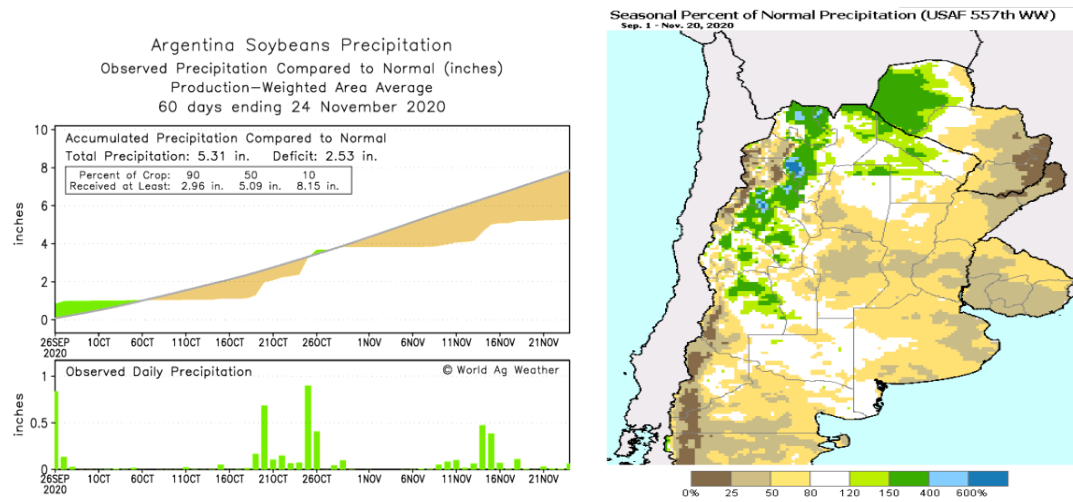 Argentina Soybeans Precipitation
Observed Precipitation Compared to Normal (inches)
Production-Weighted Area Average
60 days ending 24 November 2020
Accumulated Precipitation Compared to Normal
Total Precipitation: 5.31 in. Deficit: 2.53 in.
Percent of Crop: 90 50 10
Received at Least: 2.96 in. 5.09 in. 8.15 in.
inches
10
8
6
4
2
0
26SEP 1OCT 6OCT 11OCT 16OCT 21OCT 26OCT 1NOV 6NOV 11NOV 16NOV 21NOV
2020
Observed Daily Precipitation © World Ag Weather
inches
1
0.5
0
26SEP 1OCT 6OCT 11OCT 16OCT 21OCT 26OCT 1NOV 6NOV 11NOV 16NOV 21NOV
2020
Seasonal Percent of Normal Precipitation (USAF 557th WW)
Sep. 1 - Nov. 20, 2020
0% 25 50 80 120 150 400 600%